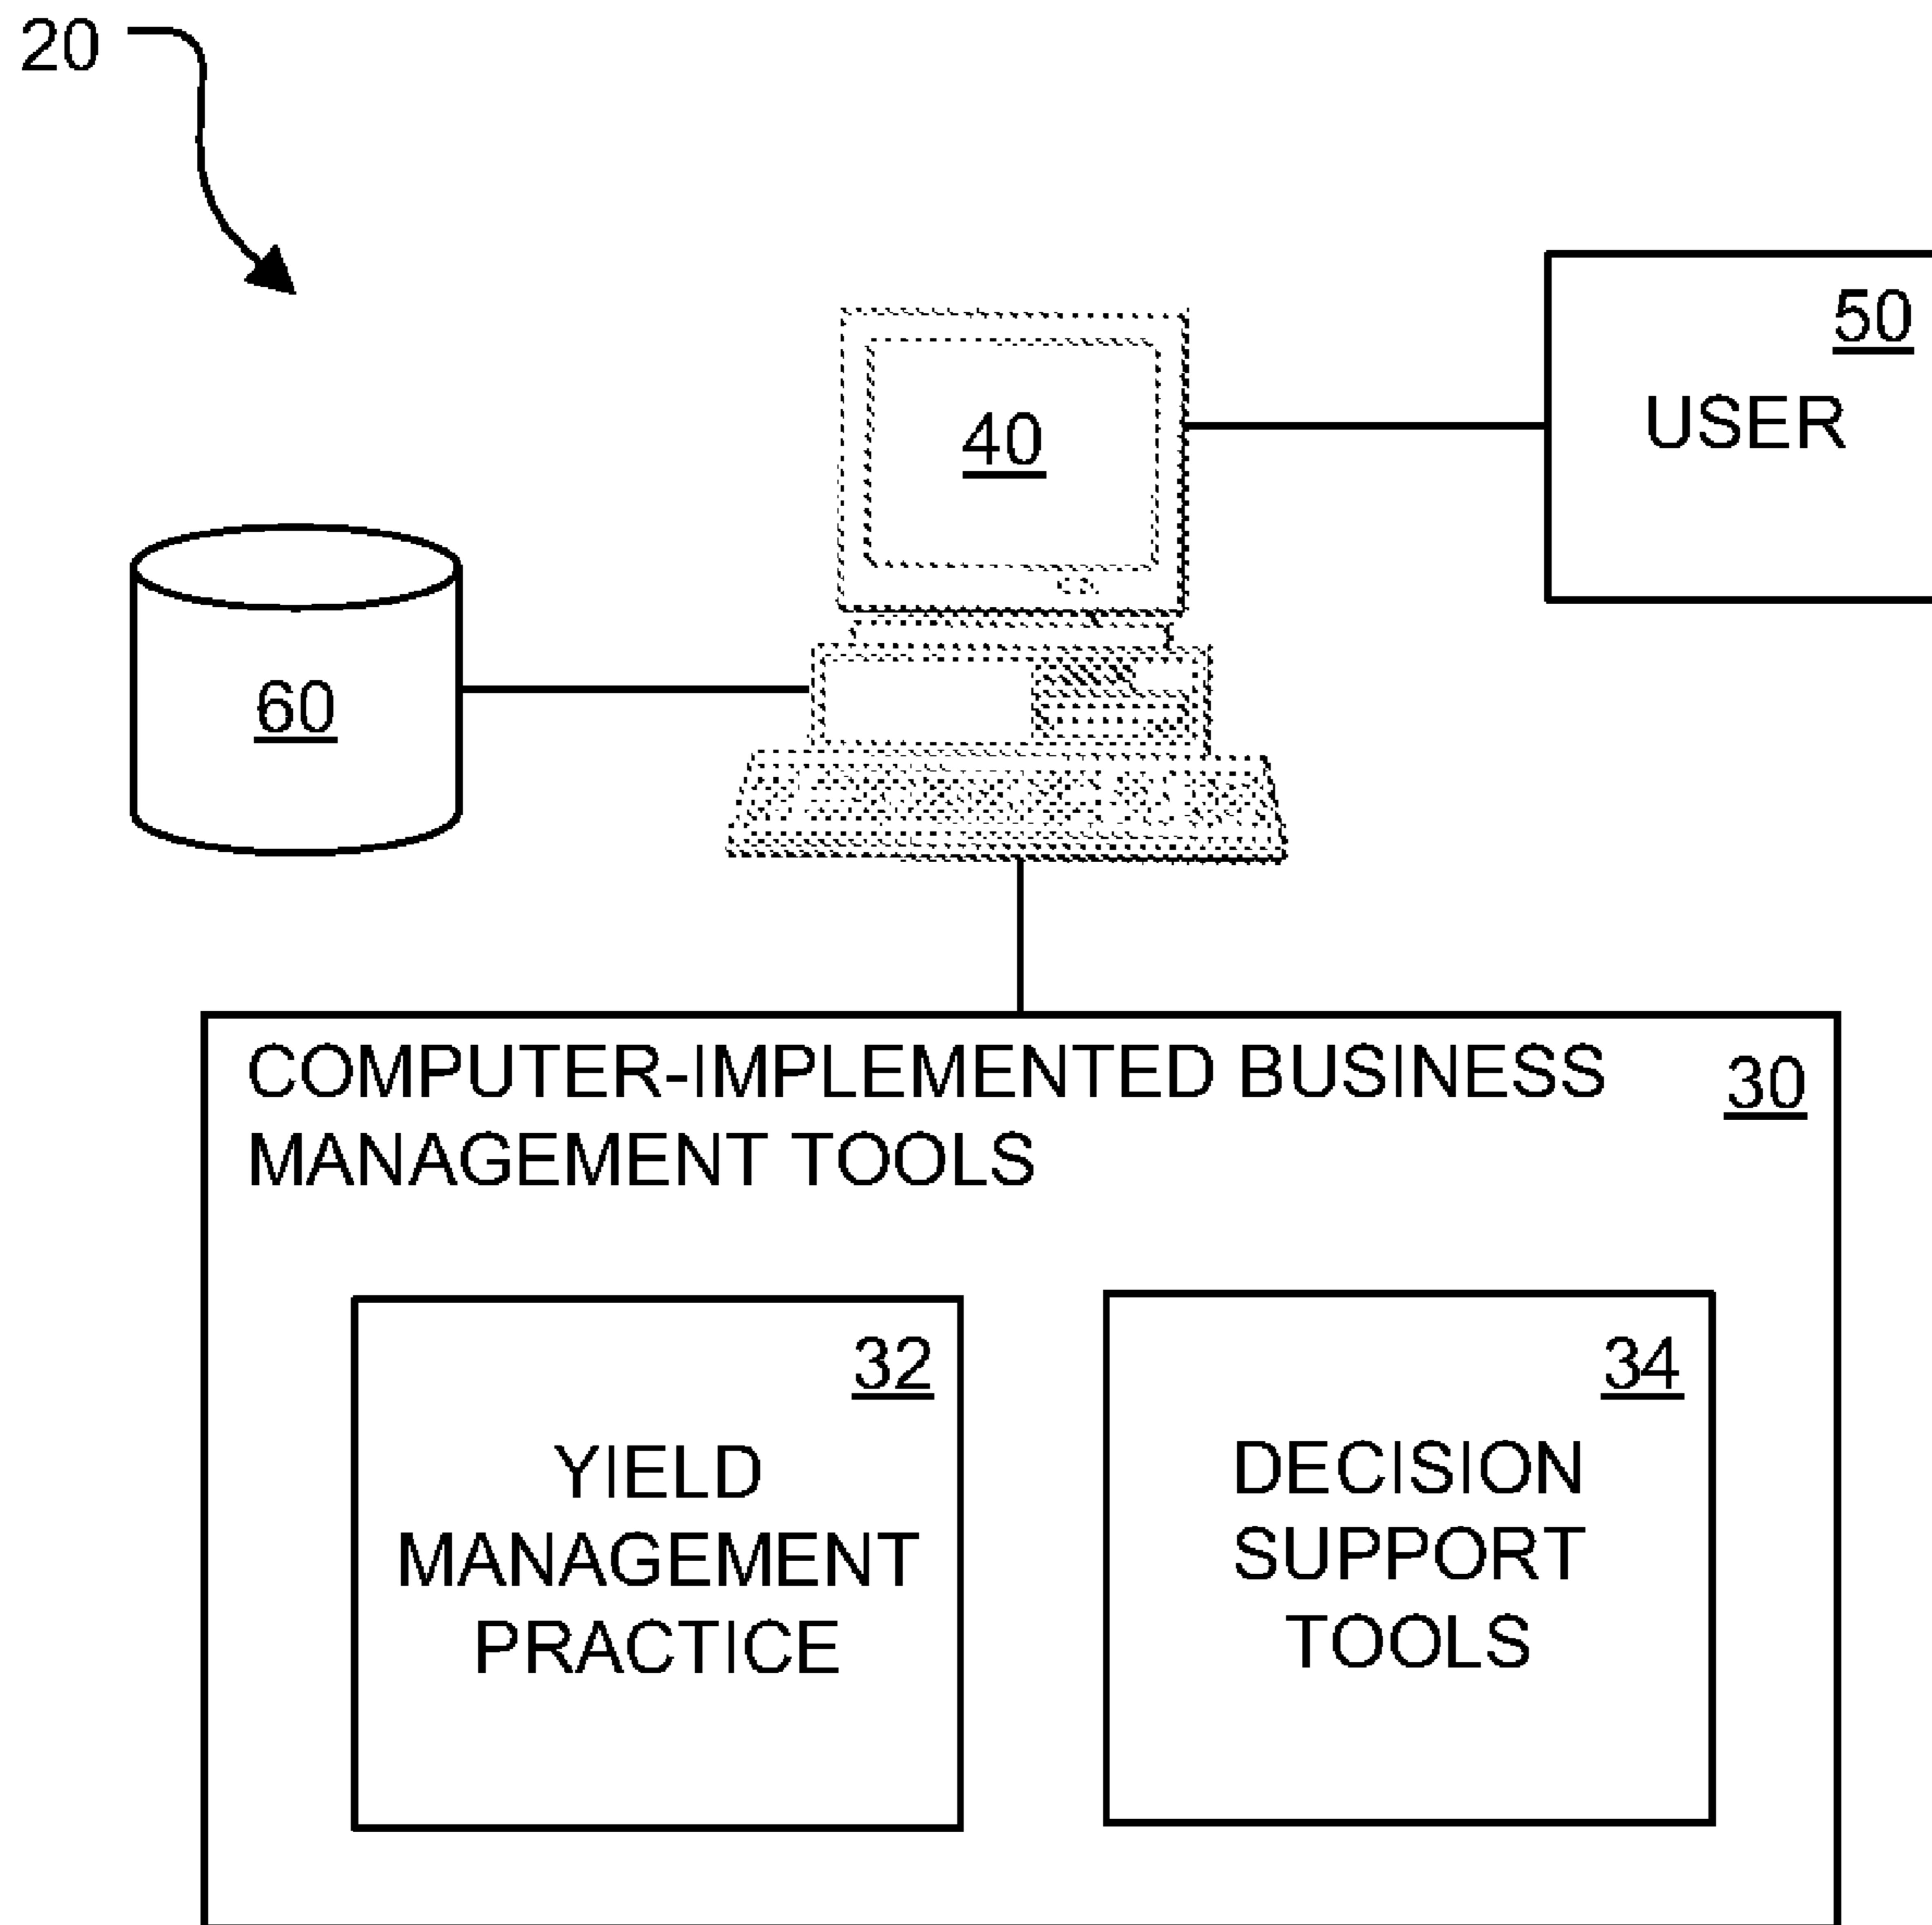 20
50
USER
40
60
COMPUTER-IMPLEMENTED BUSINESS
30
MANAGEMENT TOOLS
32
YIELD
MANAGEMENT
PRACTICE
34
DECISION
SUPPORT
TOOLS